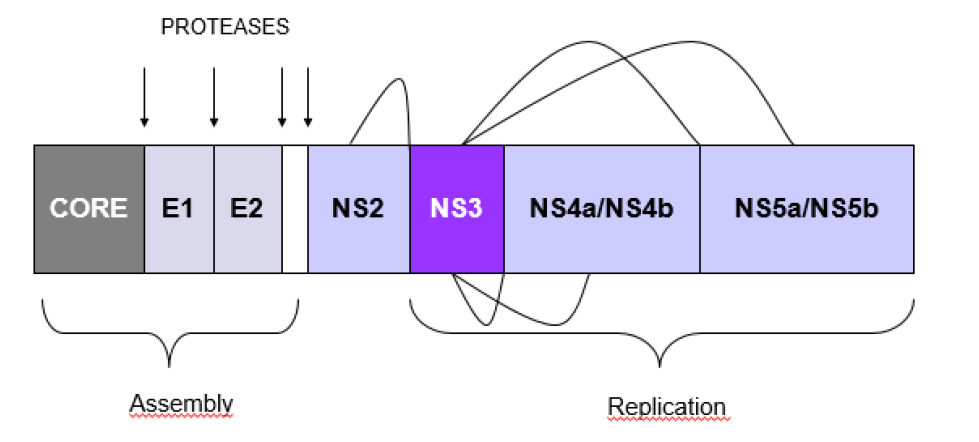 PROTEASES
CORE E1 E2 NS2 NS3 NS4a/NS4b NS5a/NS5b
Assembly
Replication